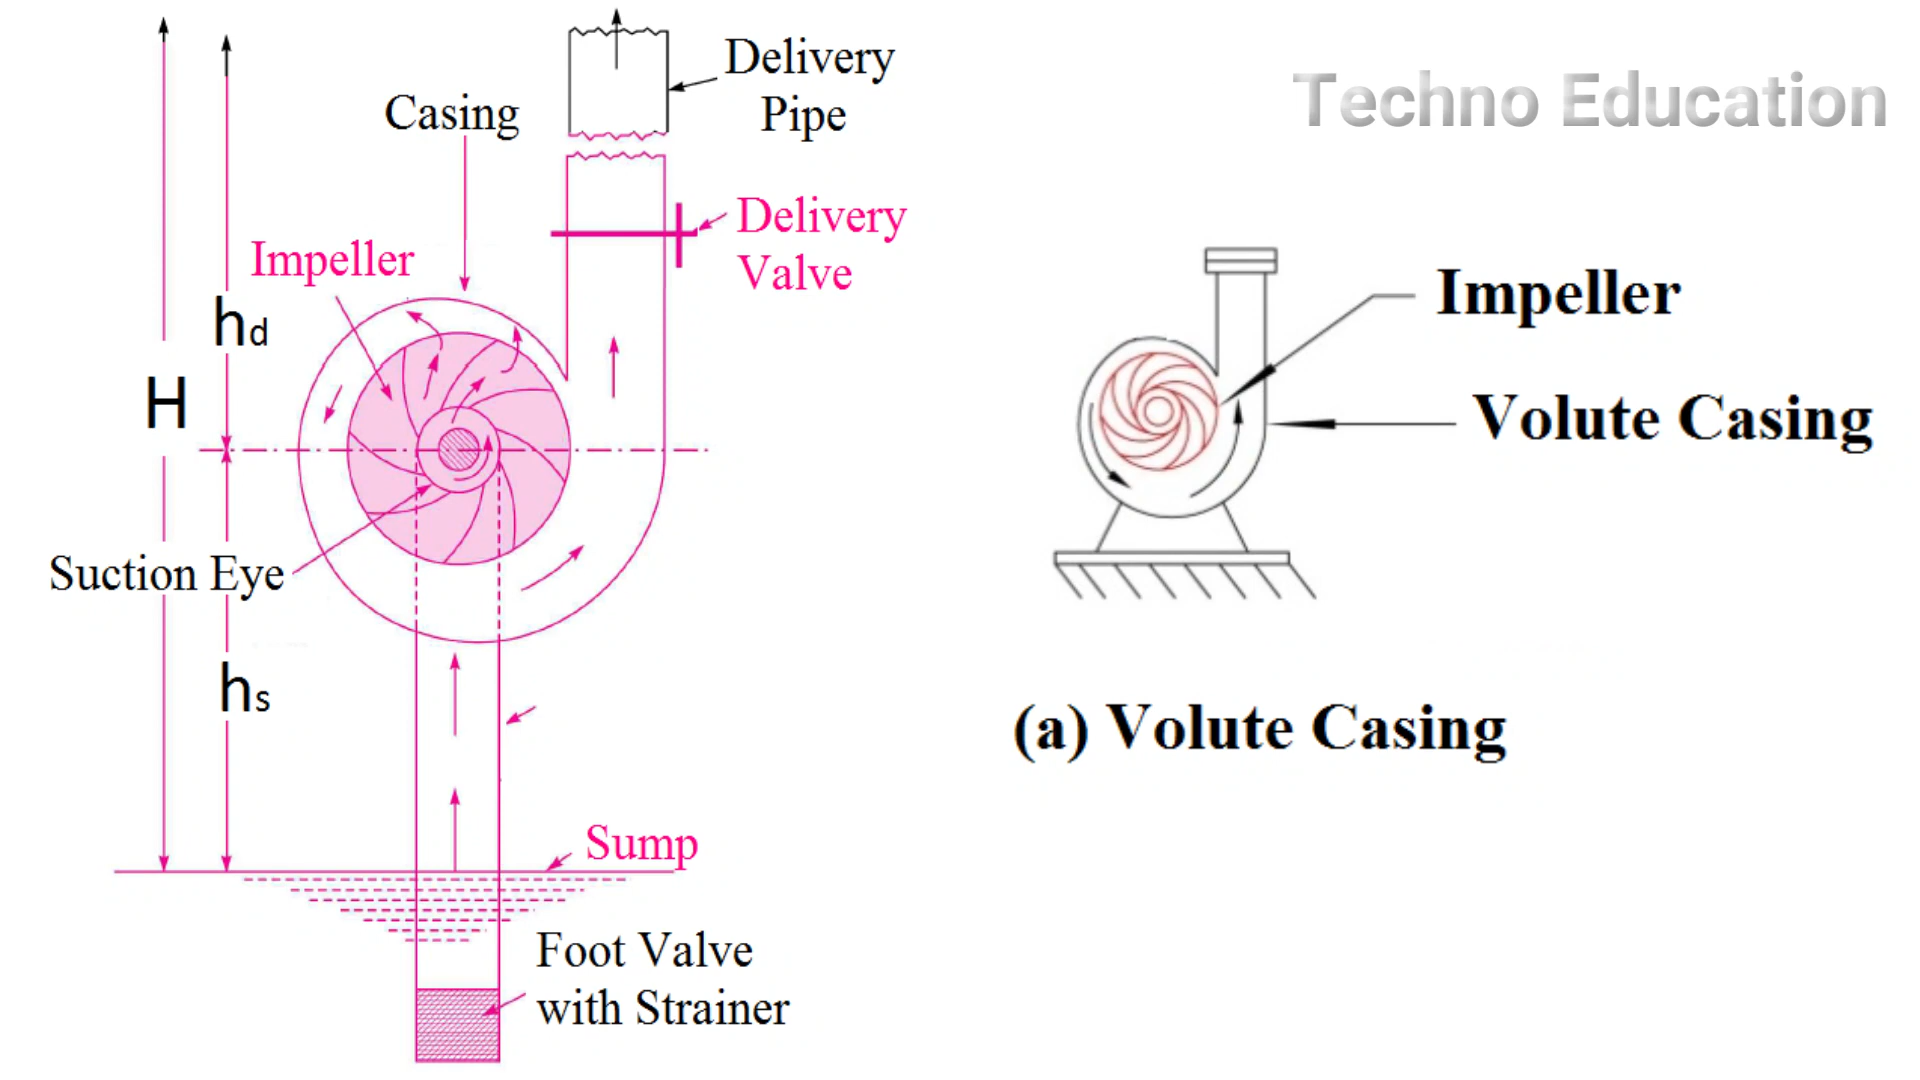 Techno Education
Delivery
Pipe
Casing
Delivery
Valve
Impeller
hd
H
Suction Eye
hs
Sump
Foot Valve
with Strainer
Impeller
Volute Casing
(a) Volute Casing